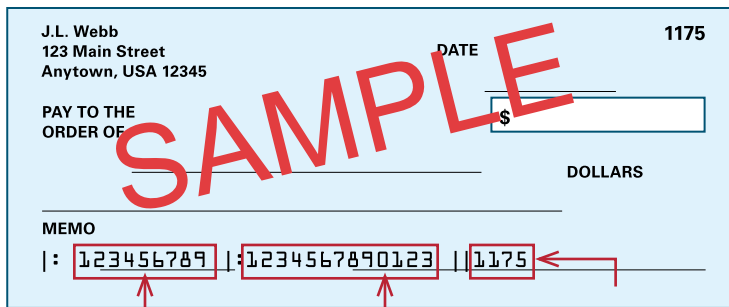 J.L. Webb
123 Main Street
Anytown, USA 12345
1175
DATE
SAMPLE
PAY TO THE
ORDER OF
$
DOLLARS
MEMO
|: 123456789 |:1234567890123 ||1175